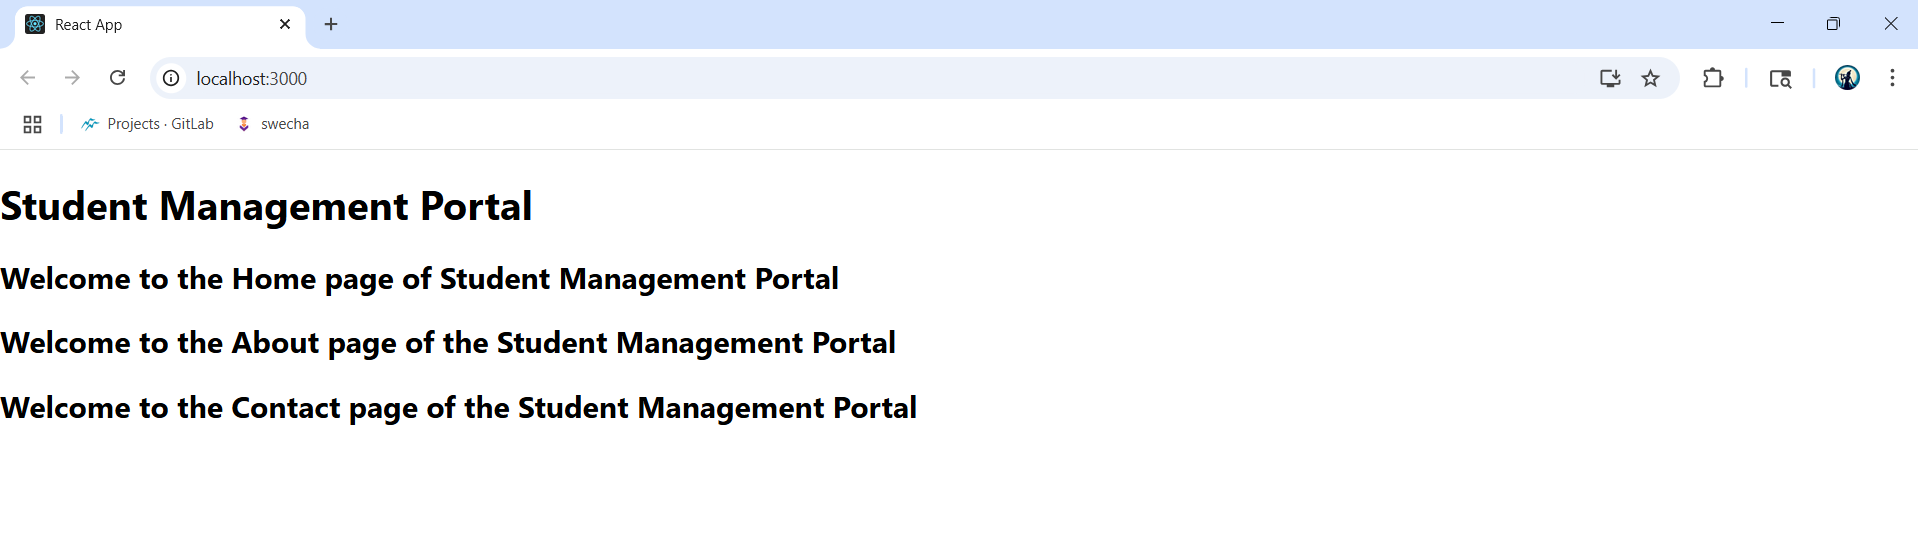 React App
localhost:3000
Projects · GitLab swecha
Student Management Portal
Welcome to the Home page of Student Management Portal
Welcome to the About page of the Student Management Portal
Welcome to the Contact page of the Student Management Portal